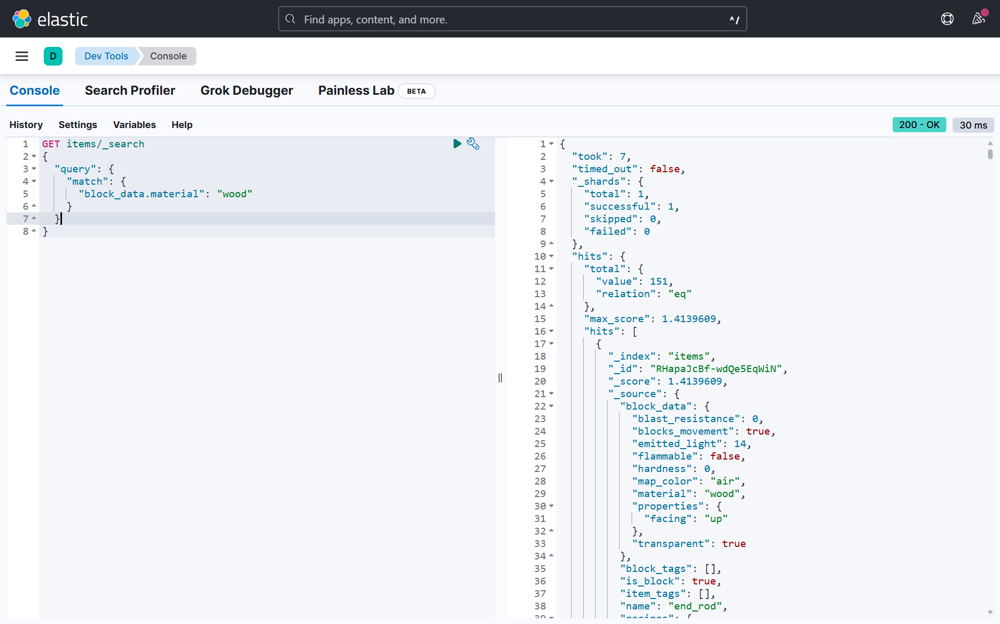 elastic
Find apps, content, and more.
^/
D
Dev Tools
Console
Console
Search Profiler
Grok Debugger
Painless Lab
BETA
History
Settings
Variables
Help
200 - OK
30 ms
1 GET items/_search
2 {
3 "query": {
4 "match": {
5 "block_data.material": "wood"
6 }
7 }
8 }
1 {
2 "took": 7,
3 "timed_out": false,
4 "_shards": {
5 "total": 1,
6 "successful": 1,
7 "skipped": 0,
8 "failed": 0
9 },
10 "hits": {
11 "total": {
12 "value": 151,
13 "relation": "eq"
14 },
15 "max_score": 1.4139609,
16 "hits": [
17 {
18 "_index": "items",
19 "_id": "RHapaJcBf-wdQe5EqWiN",
20 "_score": 1.4139609,
21 "_source": {
22 "block_data": {
23 "blast_resistance": 0,
24 "blocks_movement": true,
25 "emitted_light": 14,
26 "flammable": false,
27 "hardness": 0,
28 "map_color": "air",
29 "material": "wood",
30 "properties": {
31 "facing": "up"
32 },
33 "transparent": true
34 },
35 "block_tags": [],
36 "is_block": true,
37 "item_tags": [],
38 "name": "end_rod",
39 "recipes": {